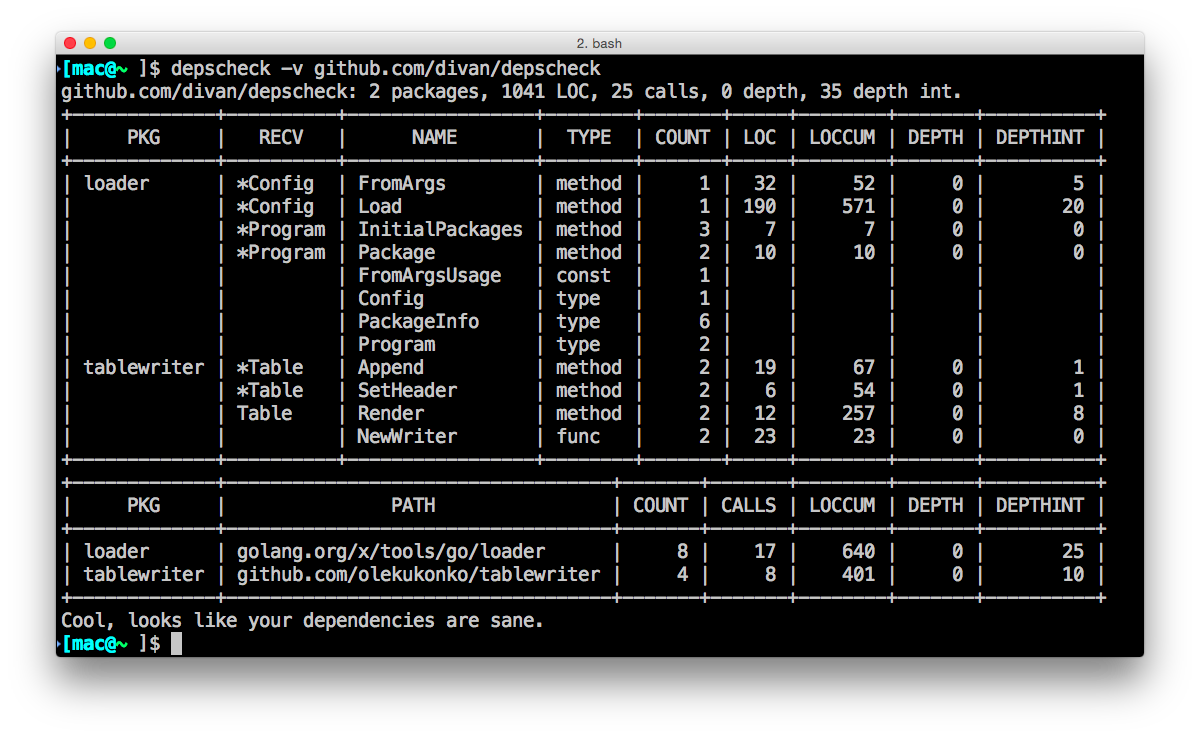 2. bash
[mac@~ ]$ depscheck -v github.com/divan/depscheck
github.com/divan/depscheck: 2 packages, 1041 LOC, 25 calls, 0 depth, 35 depth int.
+--------------+----------+------------------+--------+-------+-----+--------+-------+----------+
| PKG | RECV | NAME | TYPE | COUNT | LOC | LOCCUM | DEPTH | DEPTHINT |
+--------------+----------+------------------+--------+-------+-----+--------+-------+----------+
| loader | *Config | FromArgs | method | 1 | 32 | 52 | 0 | 5 |
| | *Config | Load | method | 1 | 190 | 571 | 0 | 20 |
| | *Program | InitialPackages | method | 3 | 7 | 7 | 0 | 0 |
| | *Program | Package | method | 2 | 10 | 10 | 0 | 0 |
| | | FromArgsUsage | const | 1 | | | | |
| | | Config | type | 1 | | | | |
| | | PackageInfo | type | 6 | | | | |
| | | Program | type | 2 | | | | |
| tablewriter | *Table | Append | method | 2 | 19 | 67 | 0 | 1 |
| | *Table | SetHeader | method | 2 | 6 | 54 | 0 | 1 |
| | Table | Render | method | 2 | 12 | 257 | 0 | 8 |
| | | NewWriter | func | 2 | 23 | 23 | 0 | 0 |
+--------------+----------+------------------+--------+-------+-----+--------+-------+----------+
+--------------+-----------------------------------+-------+-------+--------+-------+----------+
| PKG | PATH | COUNT | CALLS | LOCCUM | DEPTH | DEPTHINT |
+--------------+-----------------------------------+-------+-------+--------+-------+----------+
| loader | golang.org/x/tools/go/loader | 8 | 17 | 640 | 0 | 25 |
| tablewriter | github.com/olekukonko/tablewriter | 4 | 8 | 401 | 0 | 10 |
+--------------+-----------------------------------+-------+-------+--------+-------+----------+
Cool, looks like your dependencies are sane.
[mac@~ ]$